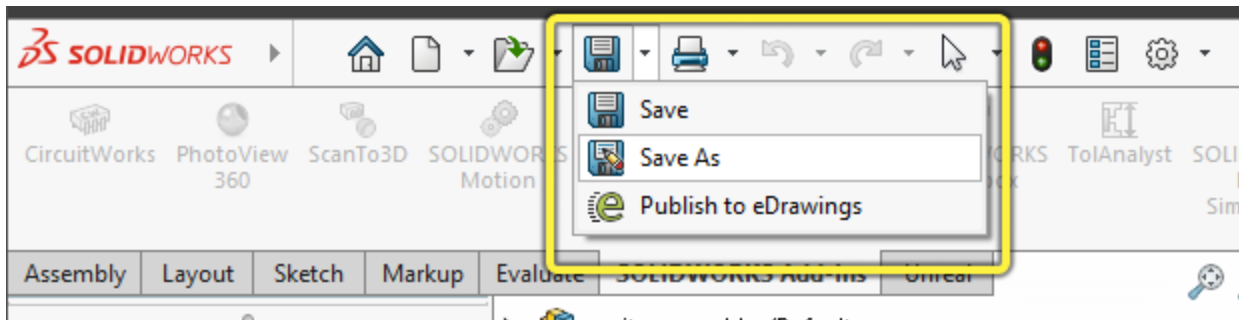 SOLIDWORKS
Save
Save As
Publish to eDrawings
CircuitWorks PhotoView 360 ScanTo3D SOLIDWORKS Motion TolAnalyst
Assembly Layout Sketch Markup Evaluate SOLIDWORKS Add-Ins Unreal